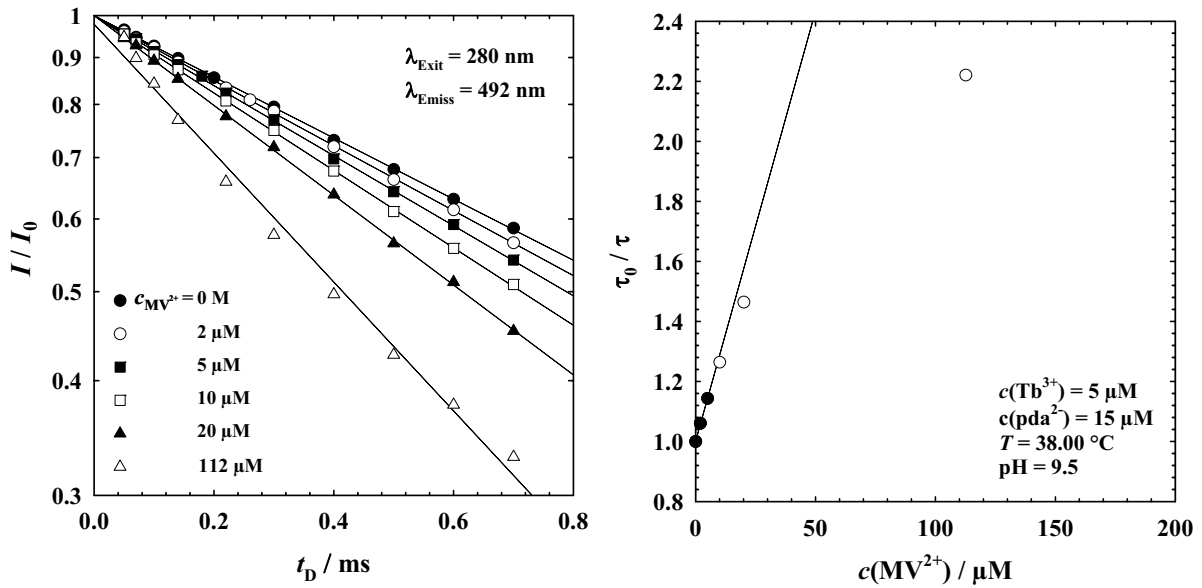 1
0.9
0.8
0.7
0.6
0.5
0.4
0.3
I / I₀
0.0 0.2 0.4 0.6 0.8
t_D / ms
λ_Exit = 280 nm
λ_Emiss = 492 nm
c_MV²⁺ = 0 M
2 µM
5 µM
10 µM
20 µM
112 µM
2.4
2.2
2.0
1.8
1.6
1.4
1.2
1.0
0.8
τ₀ / τ
0 50 100 150 200
c(MV²⁺) / µM
c(Tb³⁺) = 5 µM
c(pda²⁻) = 15 µM
T = 38.00 °C
pH = 9.5